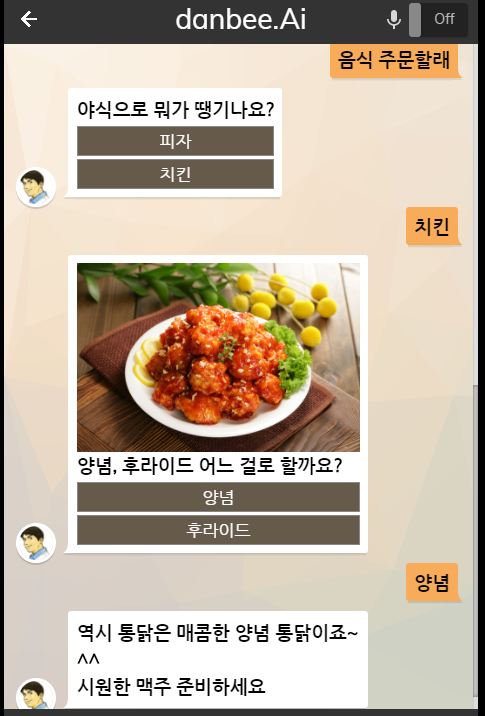 danbee.Ai
Off
음식 주문할래
야식으로 뭐가 땡기나요?
피자
치킨
치킨
양념, 후라이드 어느 걸로 할까요?
양념
후라이드
양념
역시 통닭은 매콤한 양념 통닭이죠~
^^
시원한 맥주 준비하세요